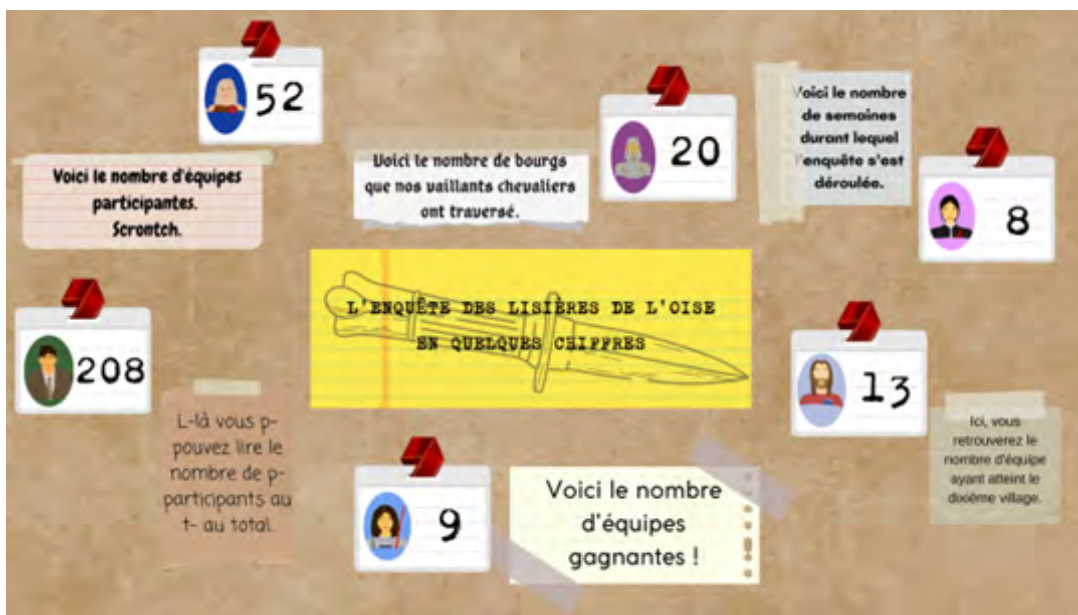 52
Voici le nombre d'équipes
participantes.
Scrontch.
Voici le nombre de bourgs
que nos vaillants chevaliers
ont traversé.
20
Voici le nombre
de semaines
durant lequel
l'enquête s'est
déroulée.
8
L'ENQUÊTE DES LISIÈRES DE L'OISE
EN QUELQUES CHIFFRES
208
L-là vous p-
pouvez lire le
nombre de p-
participants au
t- au total.
9
Voici le nombre
d'équipes
gagnantes !
13
Ici, vous
retrouverez le
nombre d'équipe
ayant atteint le
dixième village.